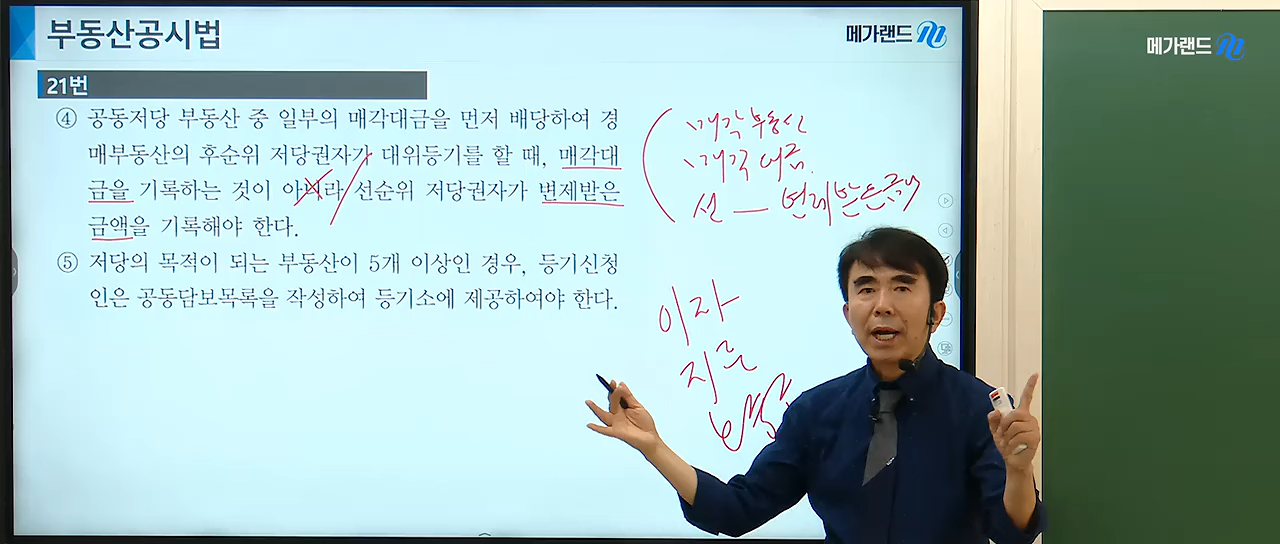 부동산공시법
메가랜드
메가랜드
21번
④ 공동저당 부동산 중 일부의 매각대금을 먼저 배당하여 경
매부동산의 후순위 저당권자가 대위등기를 할 때, 매각대
금을 기록하는 것이 아니라 선순위 저당권자가 변제받은
금액을 기록해야 한다.
⑤ 저당의 목적이 되는 부동산이 5개 이상인 경우, 등기신청
인은 공동담보목록을 작성하여 등기소에 제공하여야 한다.
매각부동산
매각대금
선 — 변제받은금액
이자